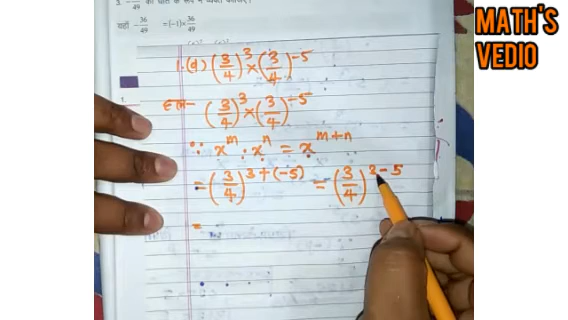 MATH'S
VEDIO
यहाँ -36/49 = (-1) × 36/49
1. (d) (3/4)^3 × (3/4)^-5
हल- (3/4)^3 × (3/4)^-5
∵ x^m . x^n = x^m+n
= (3/4)^3+(-5) = (3/4)^3-5
=